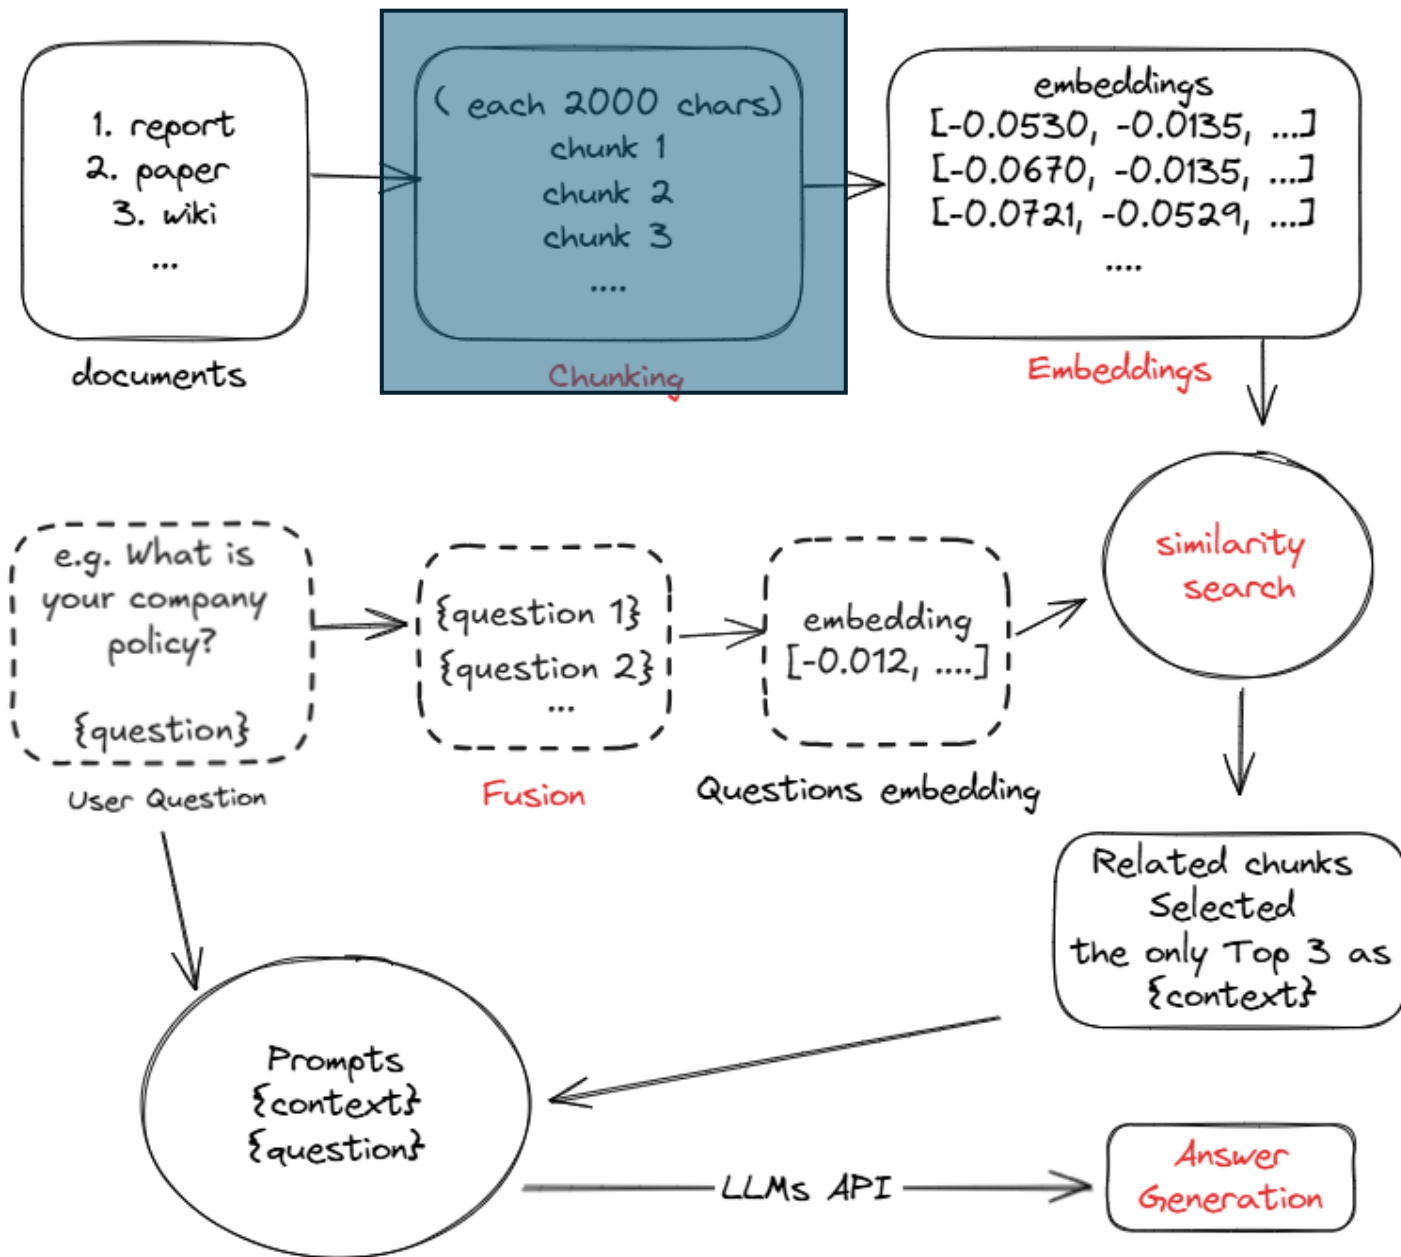 1. report
2. paper
3. wiki
...
documents
( each 2000 chars)
chunk 1
chunk 2
chunk 3
....
Chunking
embeddings
[-0.0530, -0.0135, ...]
[-0.0670, -0.0135, ...]
[-0.0721, -0.0529, ...]
....
Embeddings
e.g. What is
your company
policy?
{question}
User Question
{question 1}
{question 2}
...
Fusion
embedding
[-0.012, ....]
Questions embedding
similarity
search
Related chunks
Selected
the only Top 3 as
{context}
Prompts
{context}
{question}
LLMs API
Answer
Generation